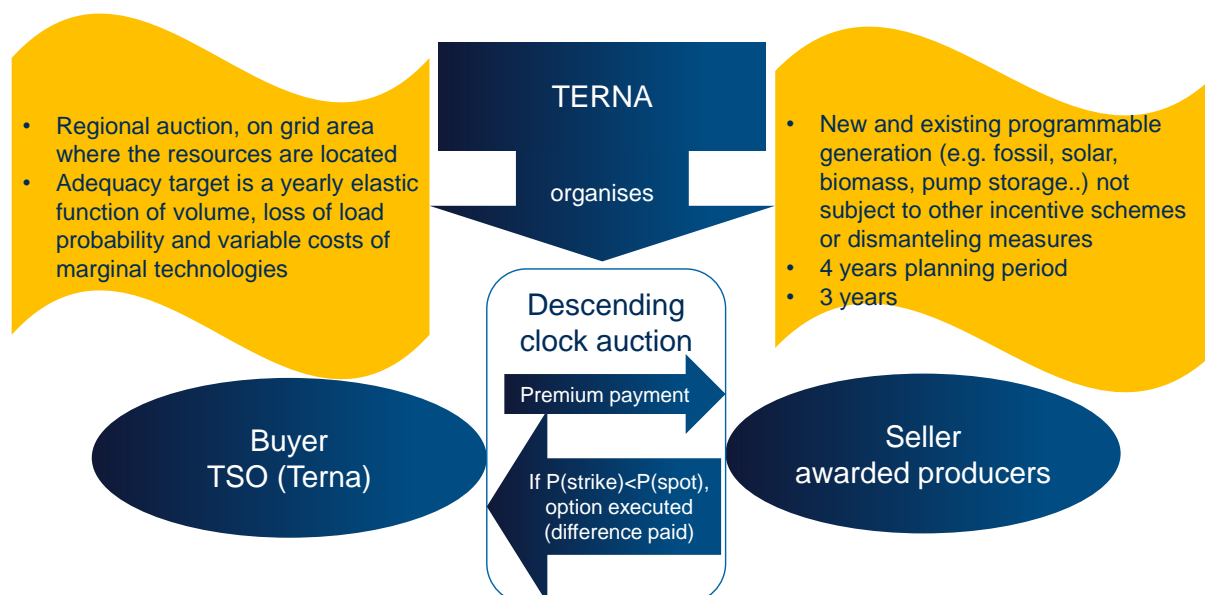 TERNA
organises
• Regional auction, on grid area
where the resources are located
• Adequacy target is a yearly elastic
function of volume, loss of load
probability and variable costs of
marginal technologies
• New and existing programmable
generation (e.g. fossil, solar,
biomass, pump storage..) not
subject to other incentive schemes
or dismanteling measures
• 4 years planning period
• 3 years
Descending
clock auction
Premium payment
If P(strike)<P(spot),
option executed
(difference paid)
Buyer
TSO (Terna)
Seller
awarded producers